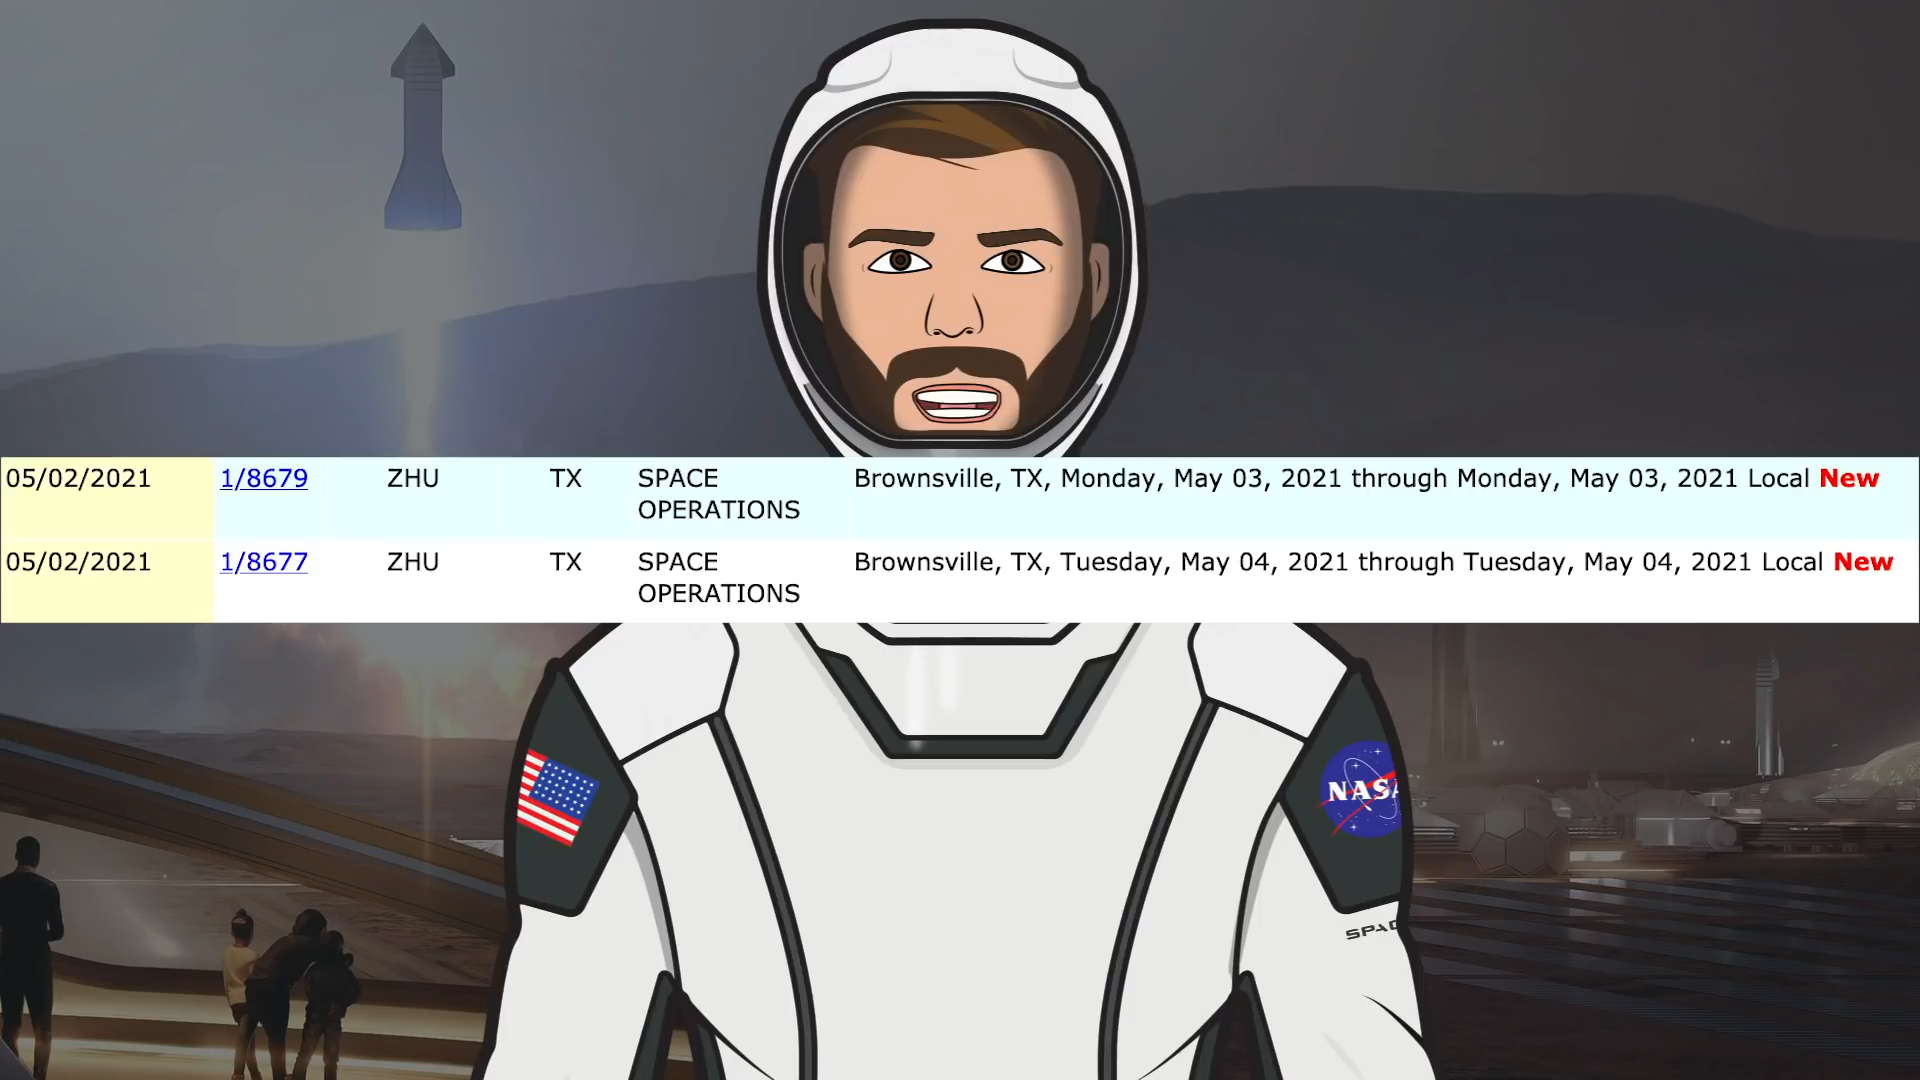 05/02/2021 1/8679 ZHU TX SPACE OPERATIONS Brownsville, TX, Monday, May 03, 2021 through Monday, May 03, 2021 Local New
05/02/2021 1/8677 ZHU TX SPACE OPERATIONS Brownsville, TX, Tuesday, May 04, 2021 through Tuesday, May 04, 2021 Local New
NASA
SPAC